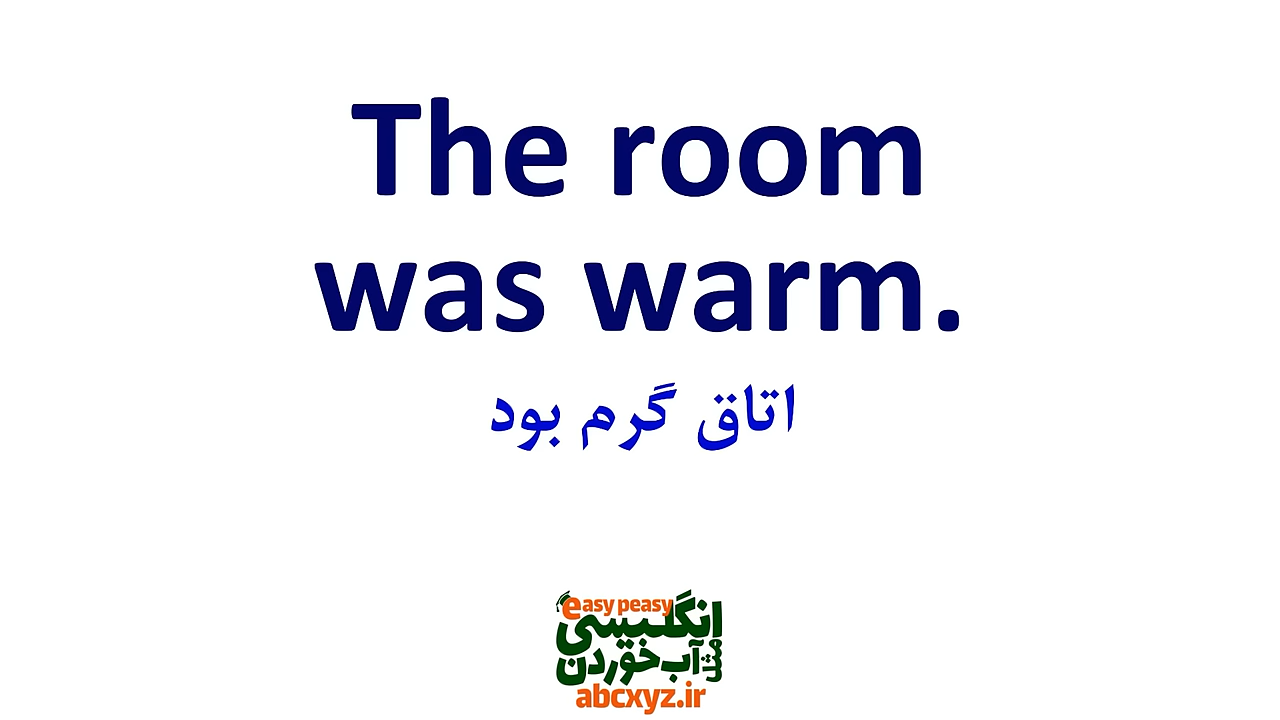 The room
was warm.
اتاق گرم بود
easy peasy
انگلیسی
مثل آب خوردن
abcxyz.ir